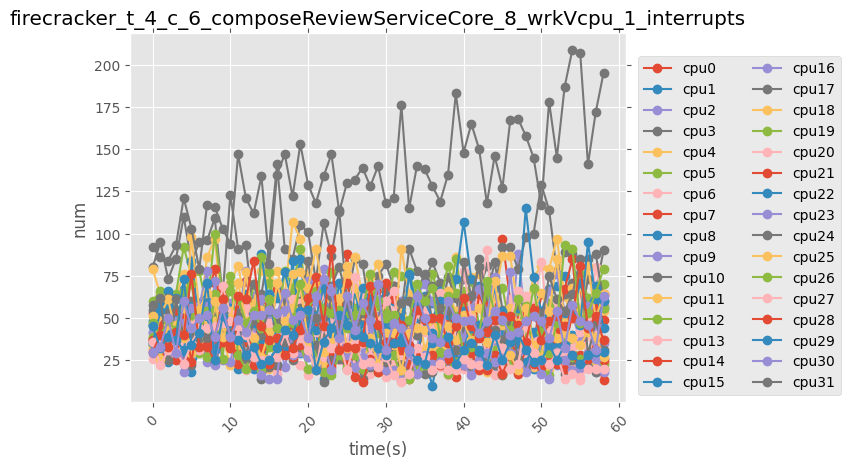 firecracker_t_4_c_6_composeReviewServiceCore_8_wrkVcpu_1_interrupts
num
200
175
150
125
100
75
50
25
0
10
20
30
40
50
60
time(s)
cpu0
cpu1
cpu2
cpu3
cpu4
cpu5
cpu6
cpu7
cpu8
cpu9
cpu10
cpu11
cpu12
cpu13
cpu14
cpu15
cpu16
cpu17
cpu18
cpu19
cpu20
cpu21
cpu22
cpu23
cpu24
cpu25
cpu26
cpu27
cpu28
cpu29
cpu30
cpu31